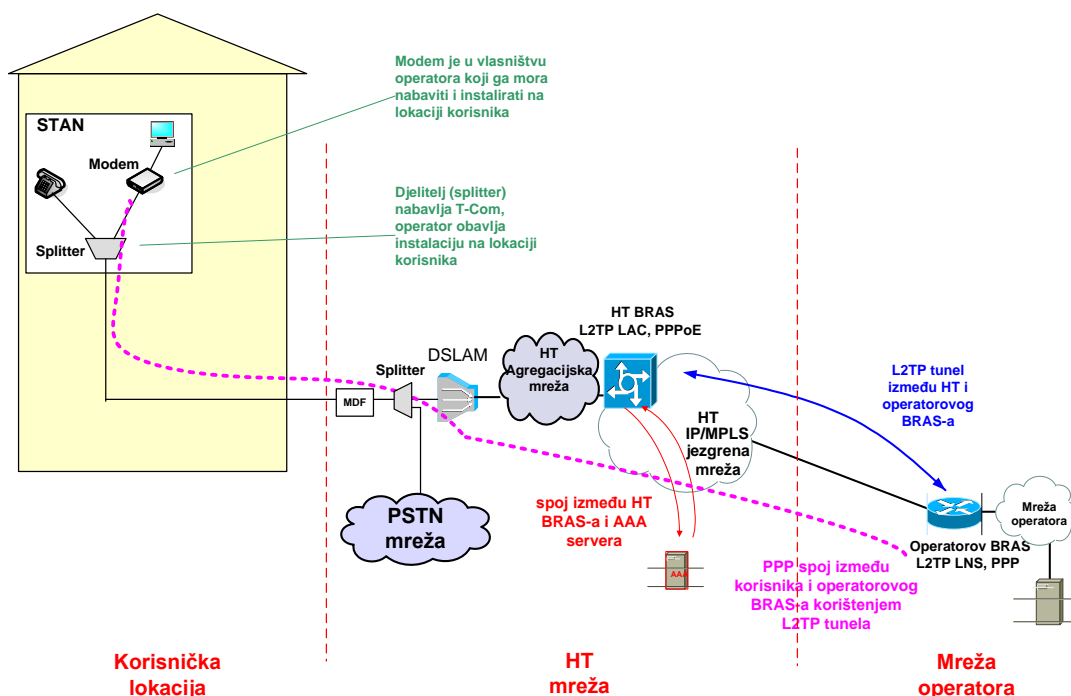 Modem je u vlasništvu
operatora koji ga mora
nabaviti i instalirati na
lokaciji korisnika
STAN
Modem
Djelitelj (splitter)
nabavlja T-Com,
operator obavlja
instalaciju na lokaciji
korisnika
Splitter
HT BRAS
L2TP LAC, PPPoE
Splitter
DSLAM
HT
Agregacijska
mreža
MDF
L2TP tunel
između HT i
operatorovog
BRAS-a
HT
IP/MPLS
jezgrena
mreža
PSTN
mreža
spoj između HT
BRAS-a i AAA
servera
AAA
Mreža
operatora
Operatorov BRAS
L2TP LNS, PPP
PPP spoj između
korisnika i operatorovog
BRAS-a korištenjem
L2TP tunela
Korisnička
lokacija
HT
mreža
Mreža
operatora